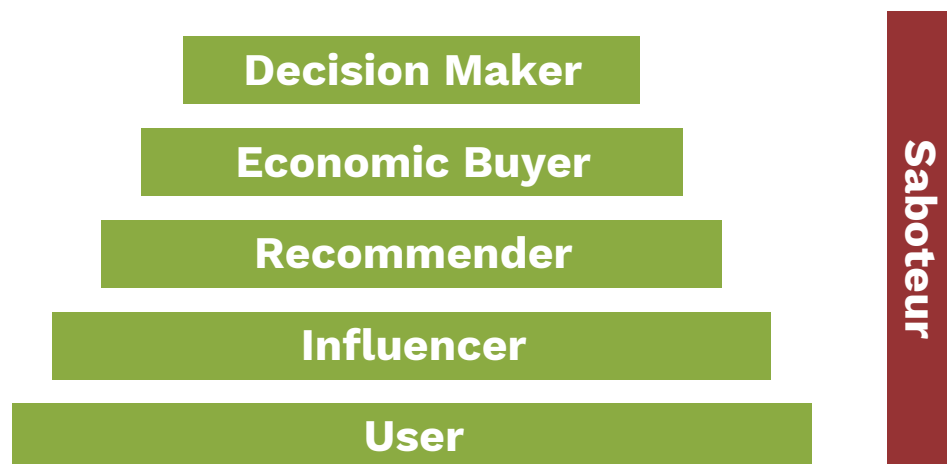 Decision Maker
Economic Buyer
Recommender
Influencer
User
Saboteur